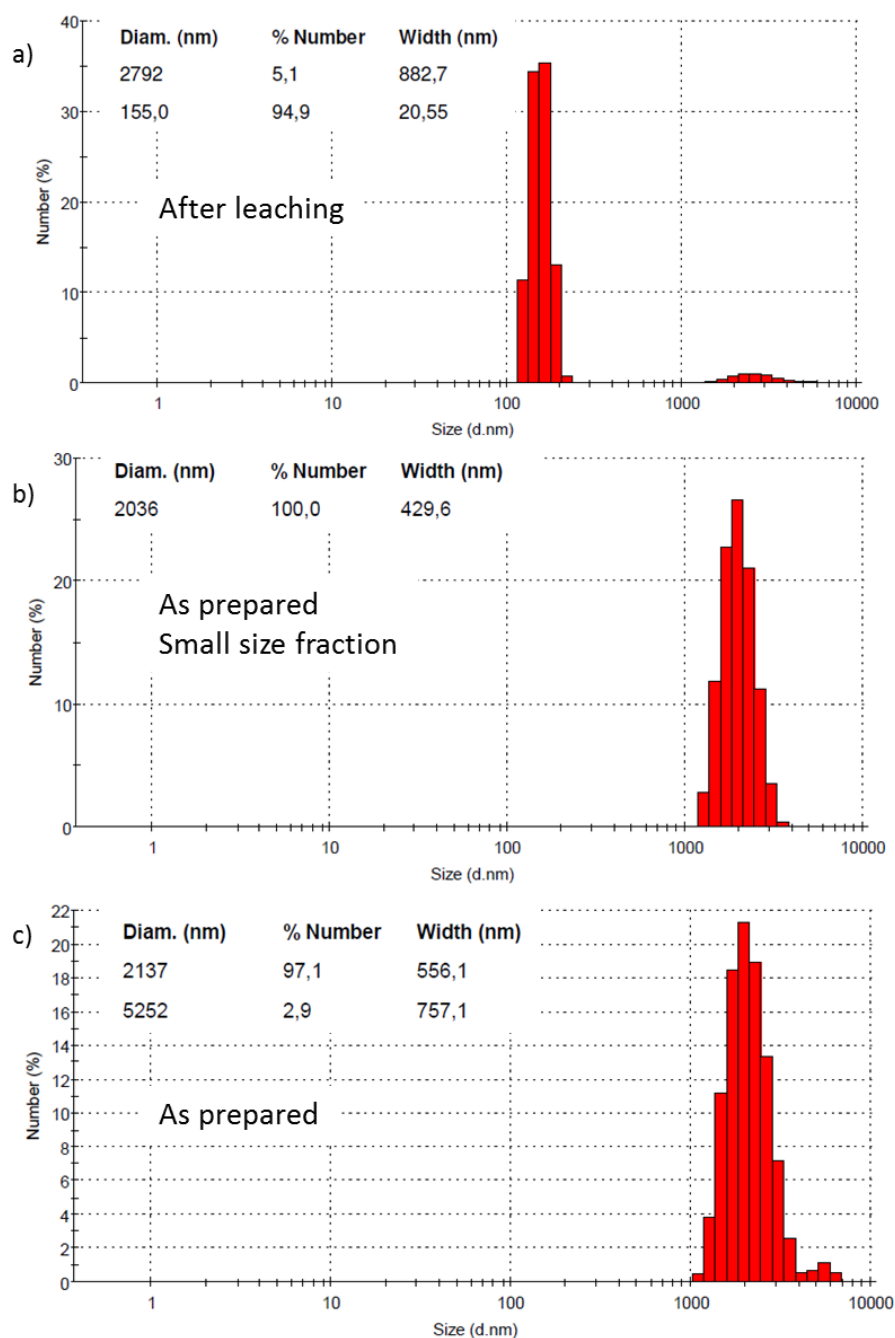 a)
Diam. (nm) % Number Width (nm)
2792 5,1 882,7
155,0 94,9 20,55
After leaching
Number (%)
40
30
20
10
0
1 10 100 1000 10000
Size (d.nm)
b)
Diam. (nm) % Number Width (nm)
2036 100,0 429,6
As prepared
Small size fraction
Number (%)
30
20
10
0
1 10 100 1000 10000
Size (d.nm)
c)
Diam. (nm) % Number Width (nm)
2137 97,1 556,1
5252 2,9 757,1
As prepared
Number (%)
22
20
18
16
14
12
10
8
6
4
2
0
1 10 100 1000 10000
Size (d.nm)